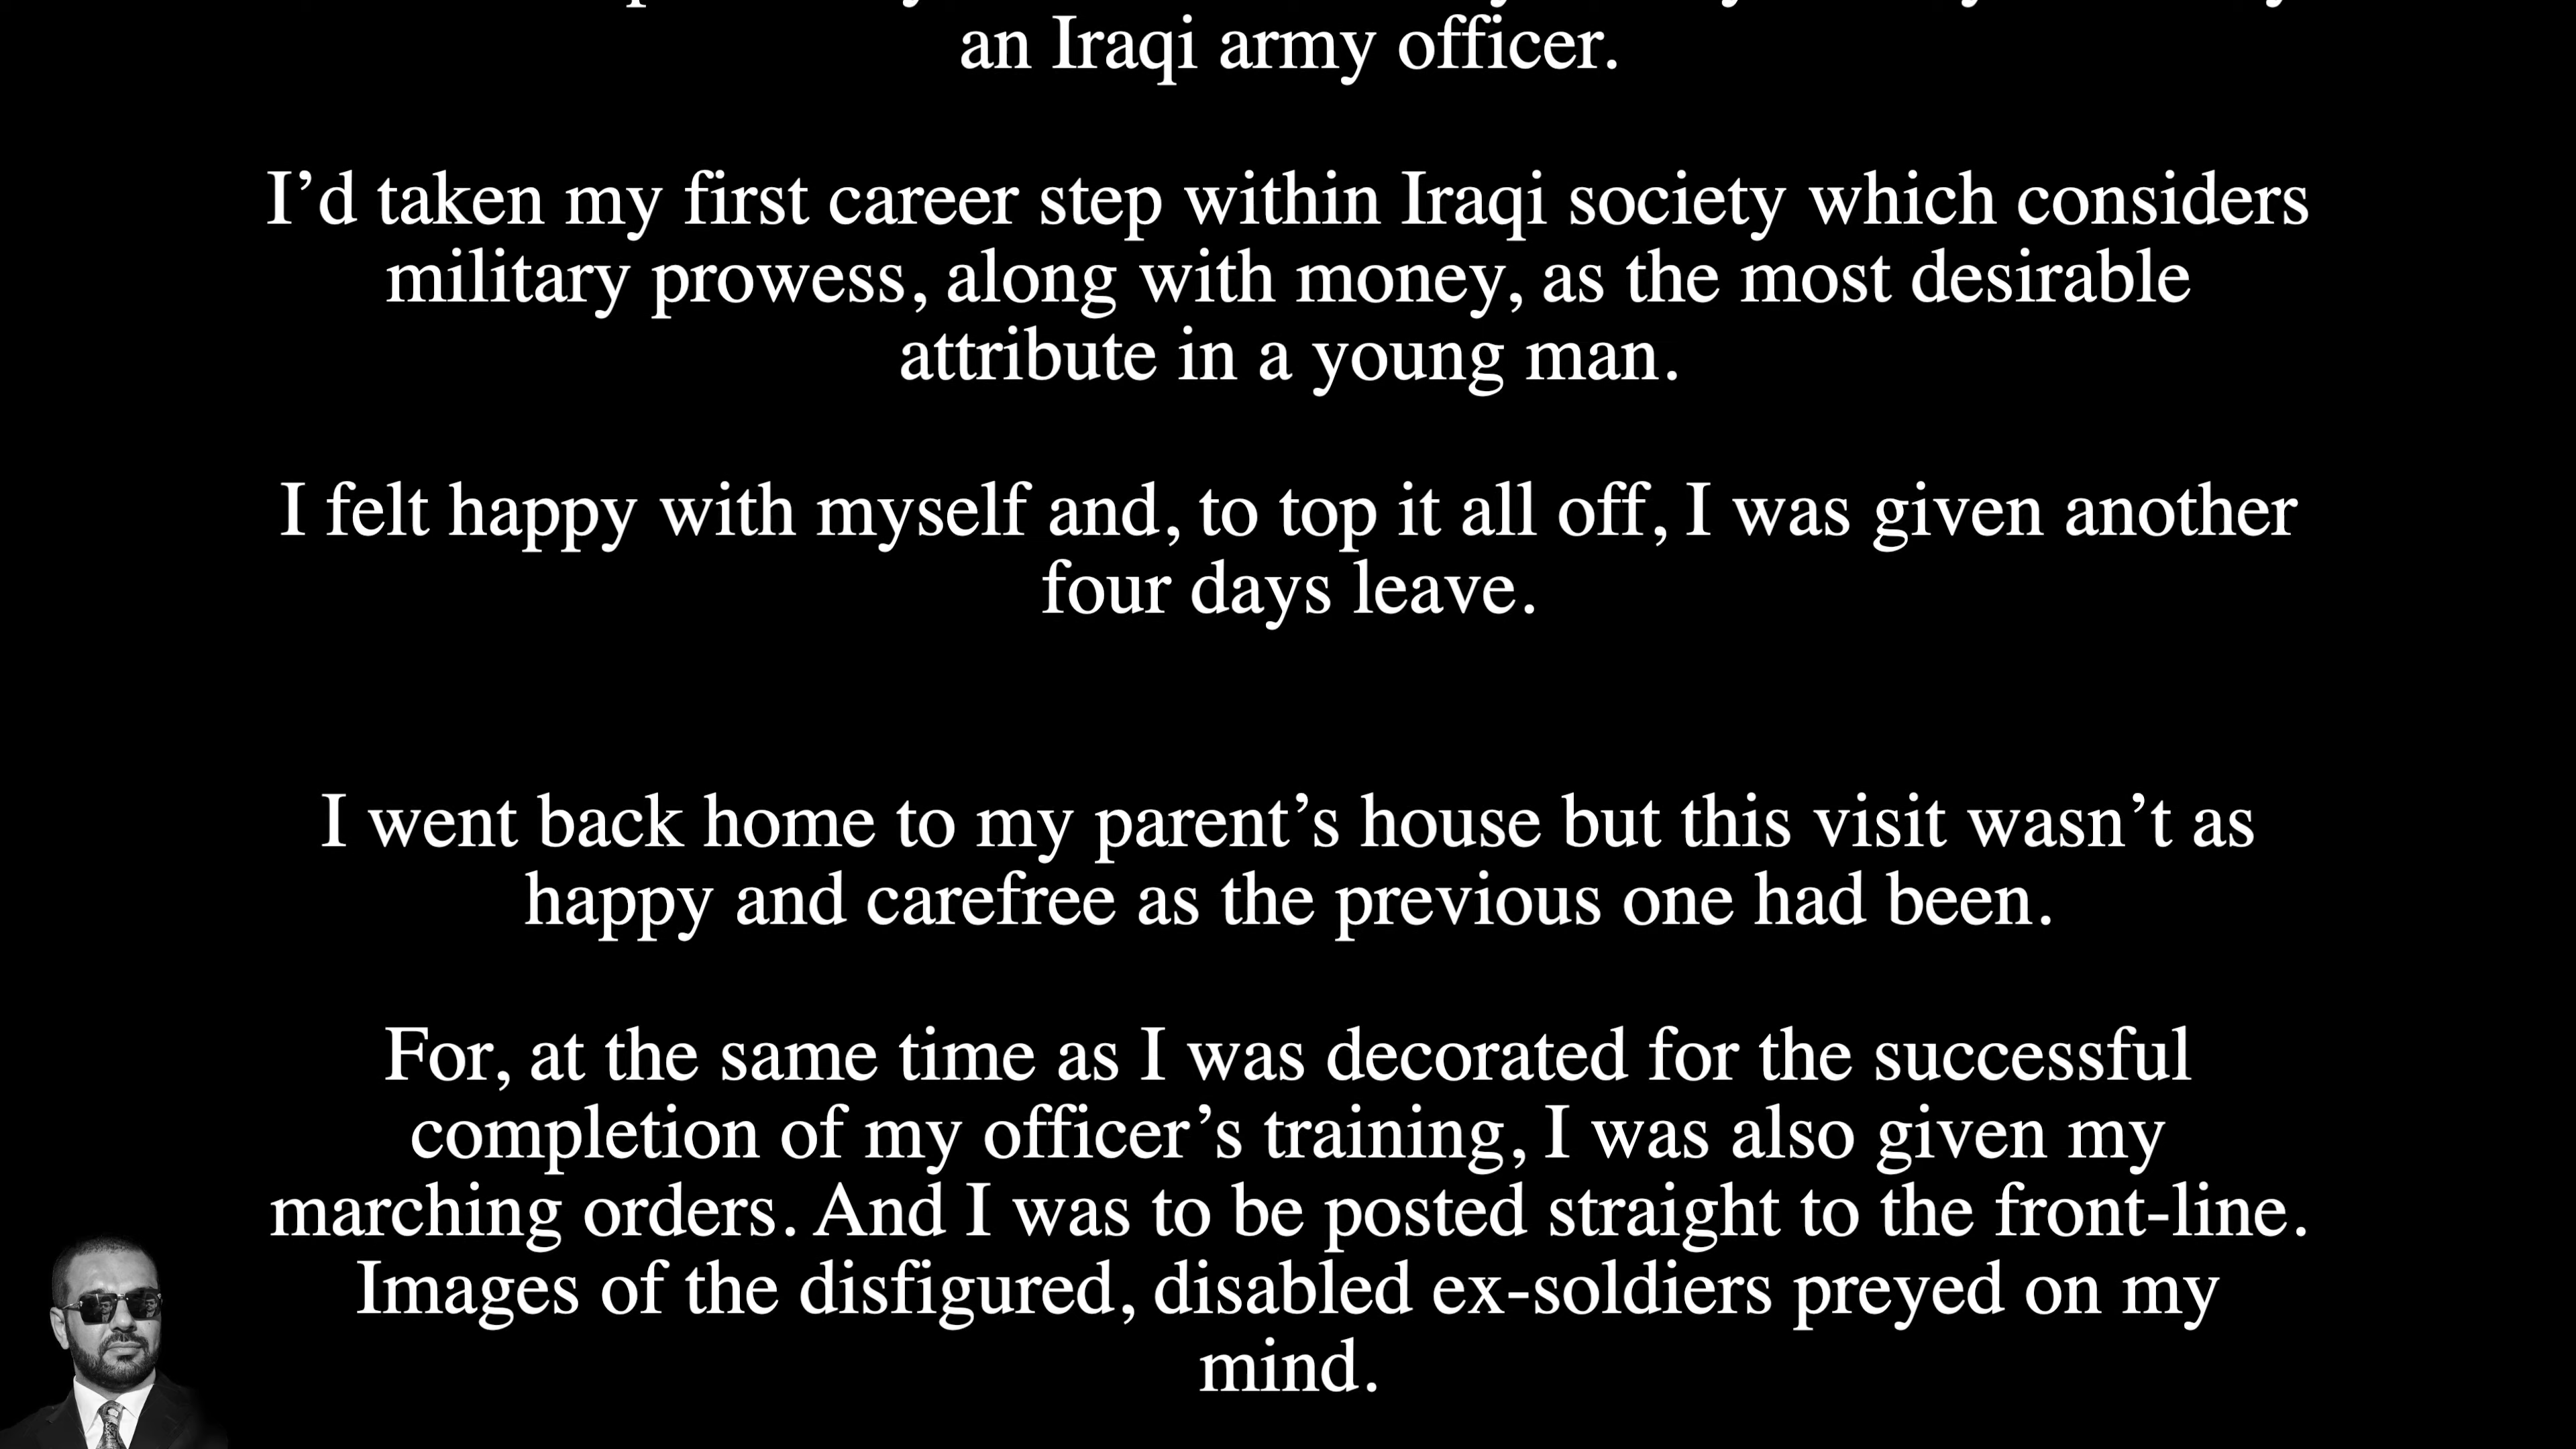 an Iraqi army officer.
I’d taken my first career step within Iraqi society which considers
military prowess, along with money, as the most desirable
attribute in a young man.
I felt happy with myself and, to top it all off, I was given another
four days leave.
I went back home to my parent’s house but this visit wasn’t as
happy and carefree as the previous one had been.
For, at the same time as I was decorated for the successful
completion of my officer’s training, I was also given my
marching orders. And I was to be posted straight to the front-line.
Images of the disfigured, disabled ex-soldiers preyed on my
mind.